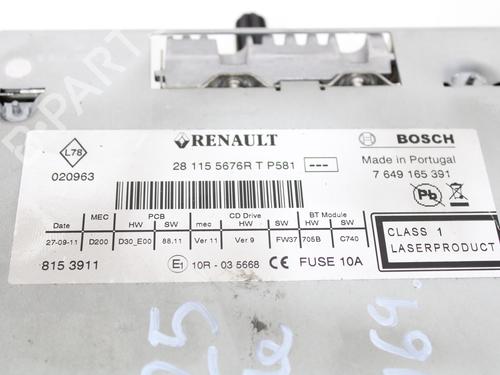 L78
020963
RENAULT
28 115 5676R T P581 ---
BOSCH
Made in Portugal
7 649 165 391
Pb
Date MEC PCB CD Drive BT Module
HW SW mec HW SW HW SW
27-09-11 D200 D30_E00 88.11 Ver 11 Ver 9 FW37 705B C740
815 3911
E1 10R - 03 5668 CE FUSE 10A
CLASS 1
LASERPRODUCT